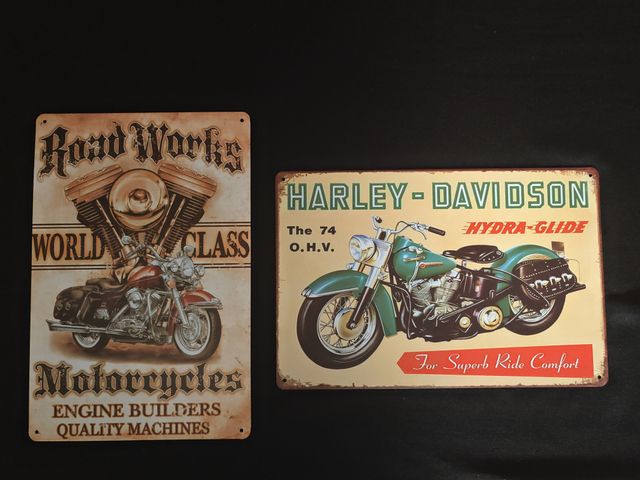 Road Works
WORLD CLASS
Motorcycles
ENGINE BUILDERS
QUALITY MACHINES
HARLEY-DAVIDSON
The 74
O.H.V.
HYDRA-GLIDE
For Superb Ride Comfort